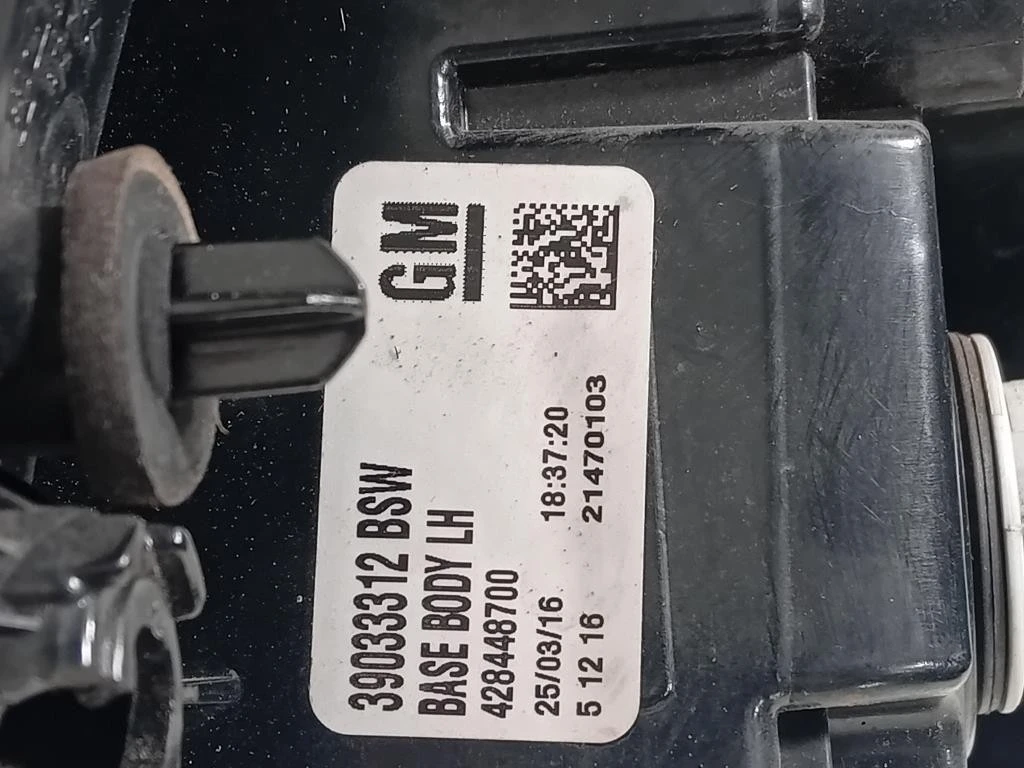 GM
39033312 BSW
BASE BODY LH
428448700
25/03/16 18:37:20
5 12 16 21470103